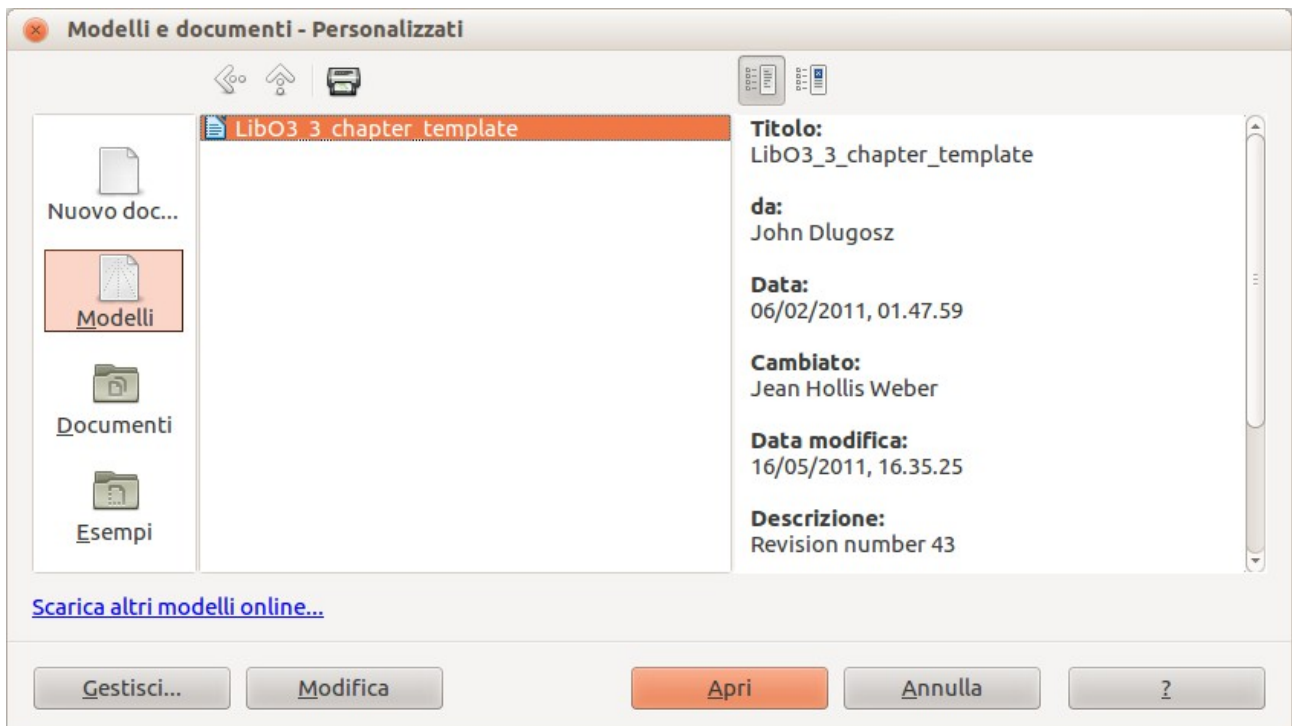 Modelli e documenti - Personalizzati
Nuovo doc...
Modelli
Documenti
Esempi
LibO3_3_chapter_template
Titolo:
LibO3_3_chapter_template
da:
John Dlugosz
Data:
06/02/2011, 01.47.59
Cambiato:
Jean Hollis Weber
Data modifica:
16/05/2011, 16.35.25
Descrizione:
Revision number 43
Scarica altri modelli online...
Gestisci...
Modifica
Apri
Annulla
?